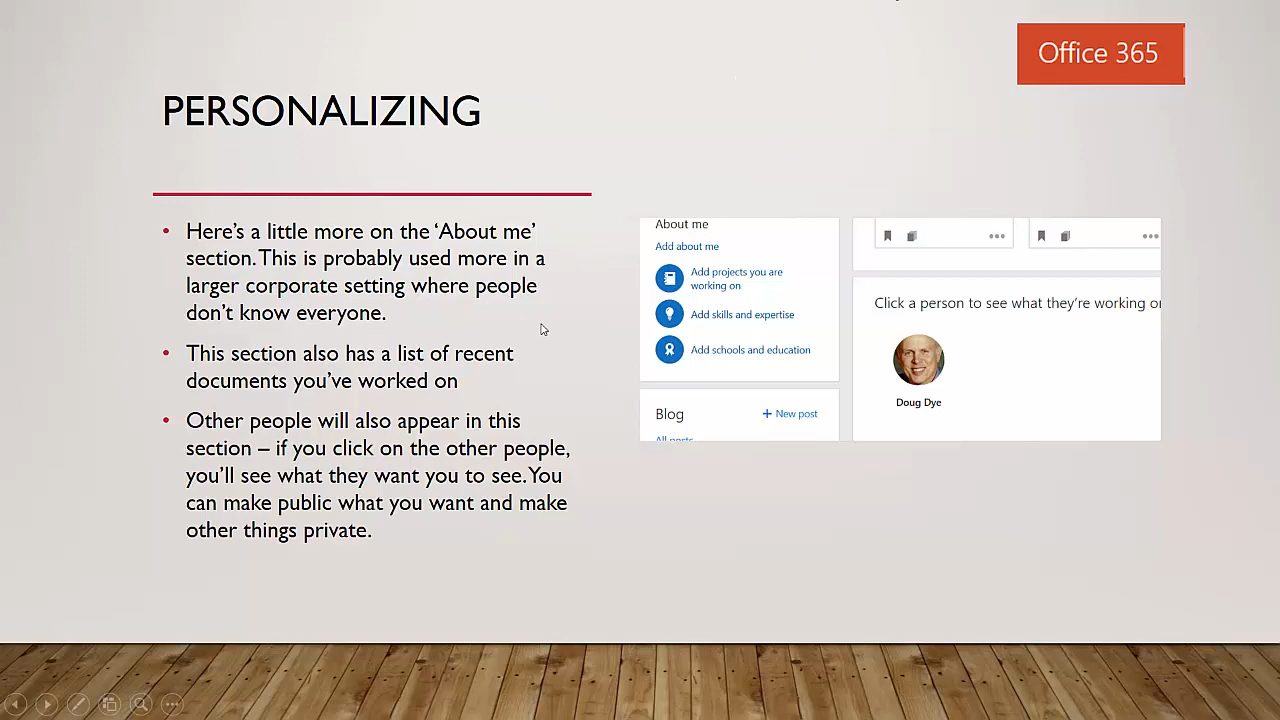 Office 365
PERSONALIZING
• Here’s a little more on the ‘About me’
section. This is probably used more in a
larger corporate setting where people
don’t know everyone.
• This section also has a list of recent
documents you’ve worked on
• Other people will also appear in this
section – if you click on the other people,
you’ll see what they want you to see. You
can make public what you want and make
other things private.
About me
Add about me
Add projects you are
working on
Add skills and expertise
Add schools and education
Blog
+ New post
All posts
Click a person to see what they’re working or
Doug Dye